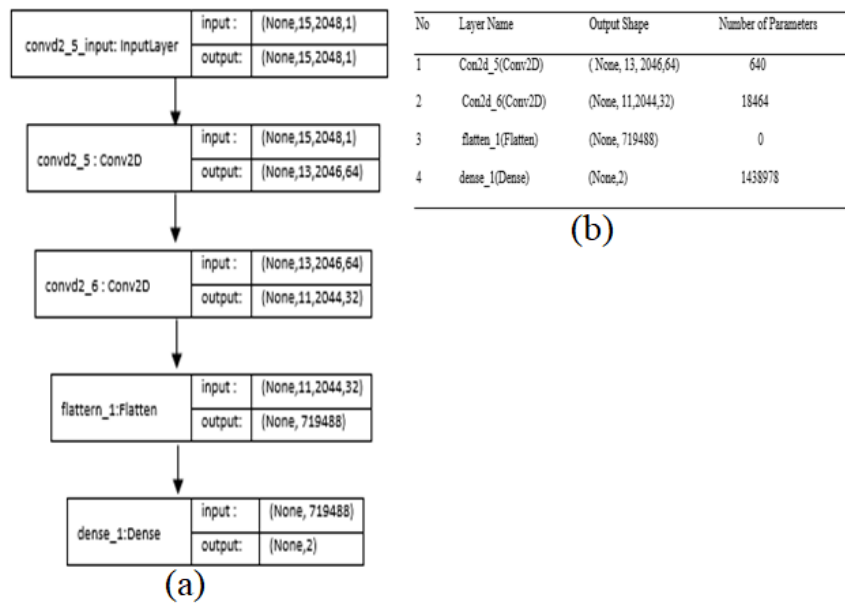 convd2_5_input: InputLayer
input : (None,15,2048,1)
output: (None,15,2048,1)
convd2_5 : Conv2D
input : (None,15,2048,1)
output: (None,13,2046,64)
convd2_6 : Conv2D
input : (None,13,2046,64)
output: (None,11,2044,32)
flattern_1:Flatten
input : (None,11,2044,32)
output: (None, 719488)
dense_1:Dense
input : (None, 719488)
output: (None,2)
(a)
No Layer Name Output Shape Number of Parameters
1 Con2d_5(Conv2D) ( None, 13, 2046,64) 640
2 Con2d_6(Conv2D) (None, 11,2044,32) 18464
3 flatten_1(Flatten) (None, 719488) 0
4 dense_1(Dense) (None,2) 1438978
(b)